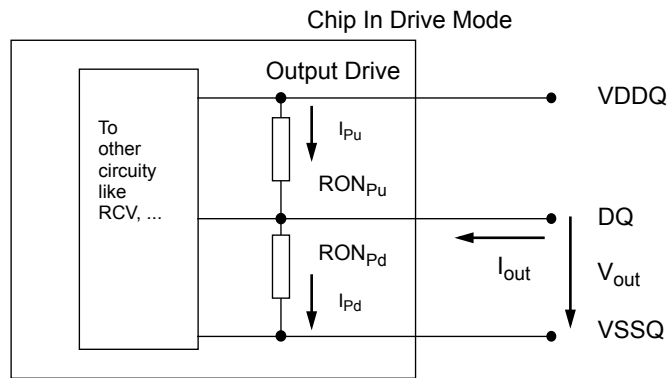 Chip In Drive Mode
Output Drive
To
other
circuity
like
RCV, ...
I_Pu
RON_Pu
RON_Pd
I_Pd
VDDQ
DQ
I_out
V_out
VSSQ